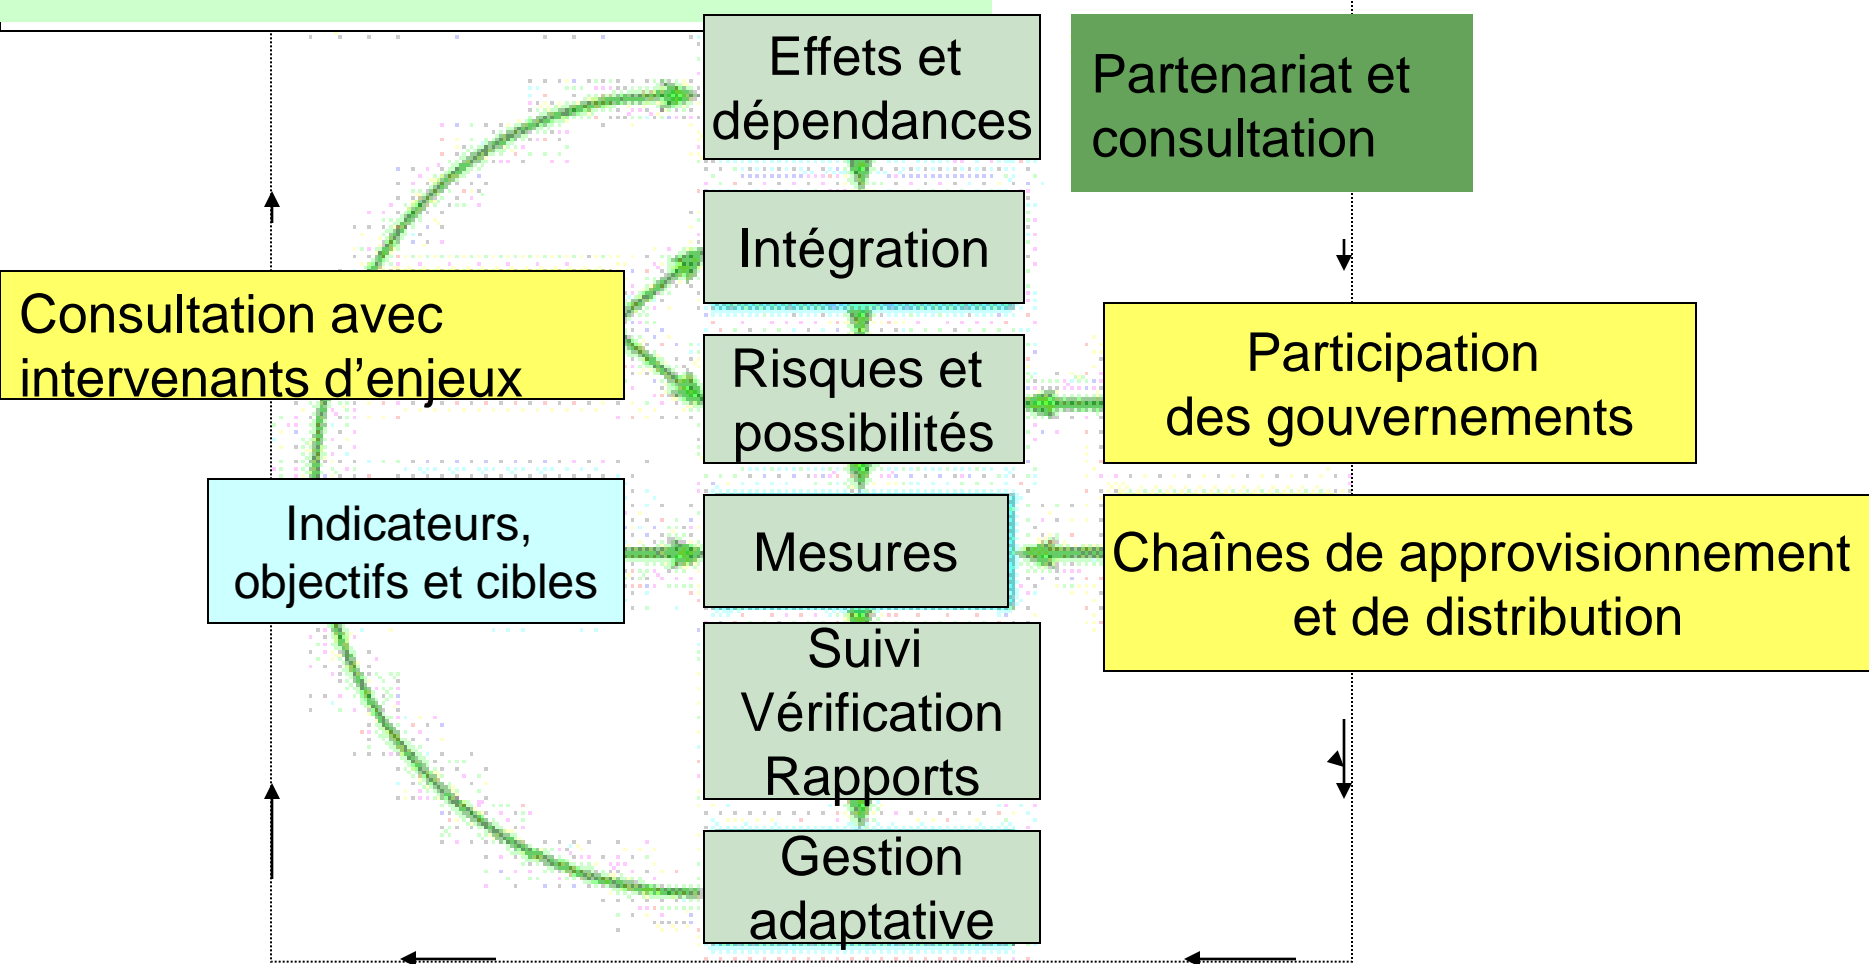 Effets et
dépendances
Partenariat et
consultation
Intégration
Consultation avec
intervenants d’enjeux
Risques et
possibilités
Participation
des gouvernements
Indicateurs,
objectifs et cibles
Mesures
Chaînes de approvisionnement
et de distribution
Suivi
Vérification
Rapports
Gestion
adaptative